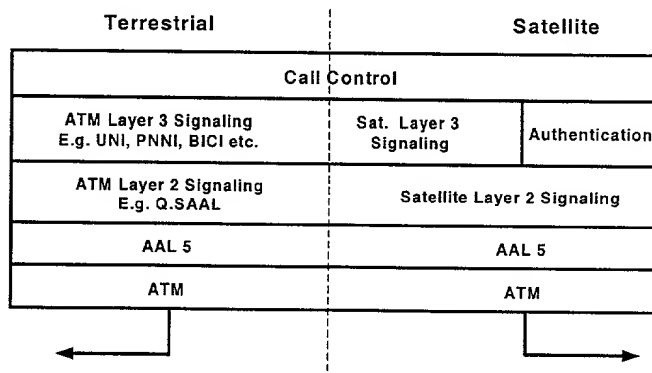 Terrestrial Satellite
Call Control
ATM Layer 3 Signaling
E.g. UNI, PNNI, BICI etc.
Sat. Layer 3
Signaling
Authentication
ATM Layer 2 Signaling
E.g. Q.SAAL
Satellite Layer 2 Signaling
AAL 5 AAL 5
ATM ATM